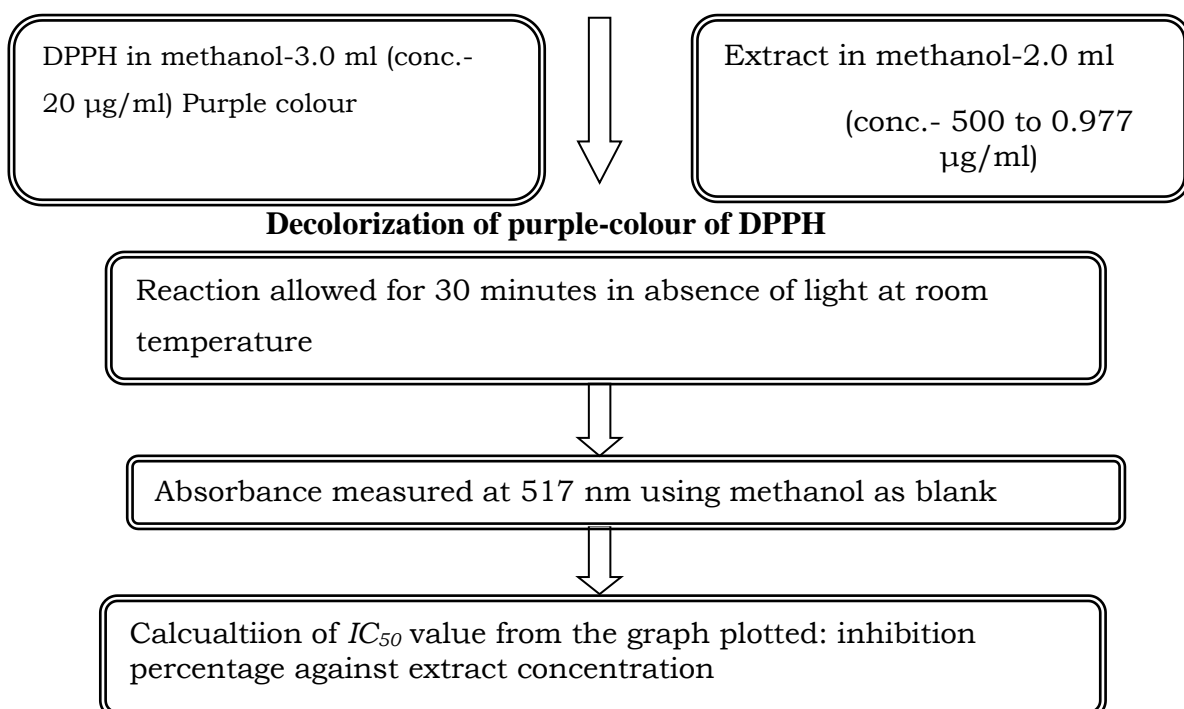 DPPH in methanol-3.0 ml (conc.-
20 µg/ml) Purple colour
Extract in methanol-2.0 ml
(conc.- 500 to 0.977
µg/ml)
Decolorization of purple-colour of DPPH
Reaction allowed for 30 minutes in absence of light at room
temperature
Absorbance measured at 517 nm using methanol as blank
Calcualtiion of IC50 value from the graph plotted: inhibition
percentage against extract concentration